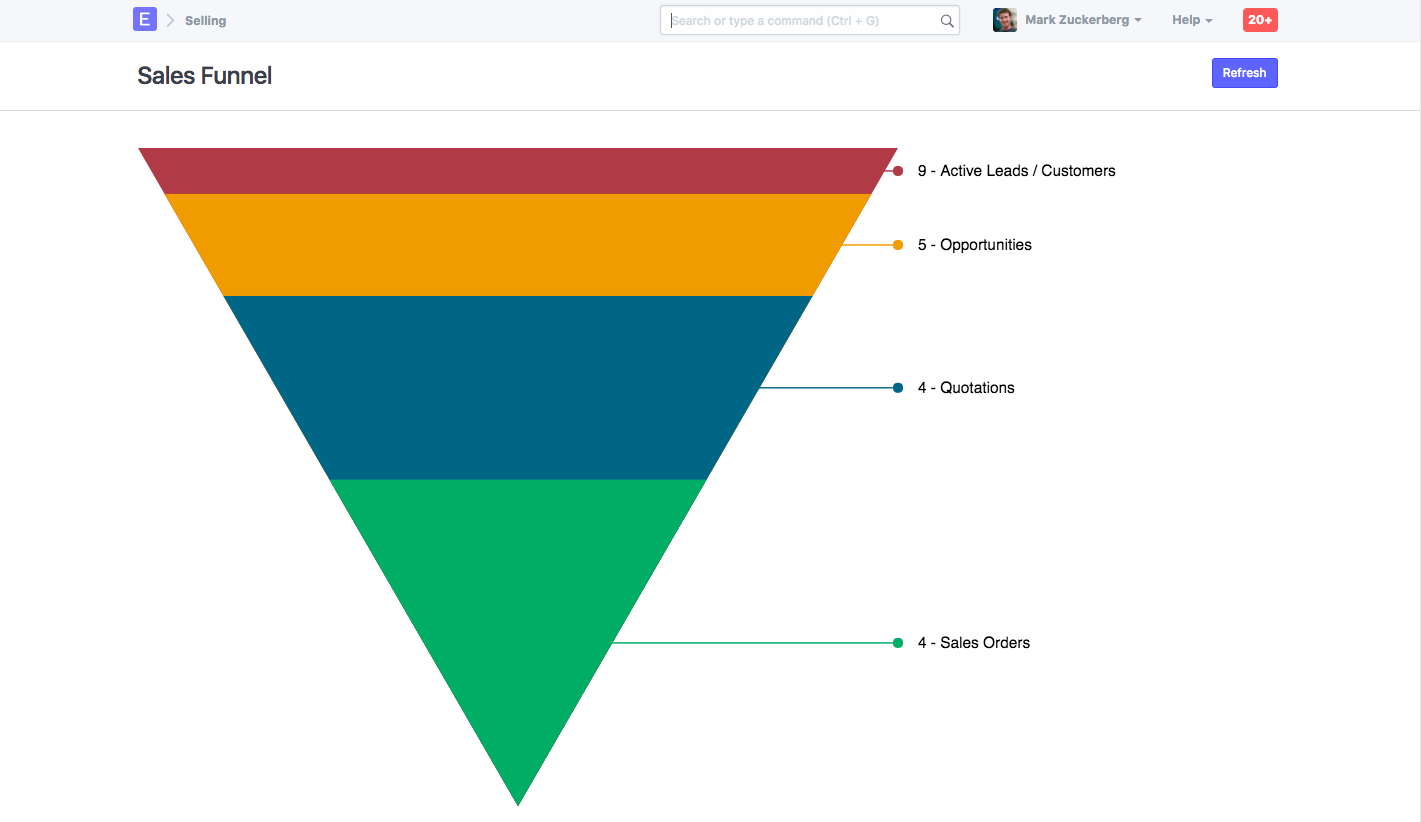 E
Selling
Search or type a command (Ctrl + G)
Mark Zuckerberg
Help
20+
Sales Funnel
Refresh
9 - Active Leads / Customers
5 - Opportunities
4 - Quotations
4 - Sales Orders